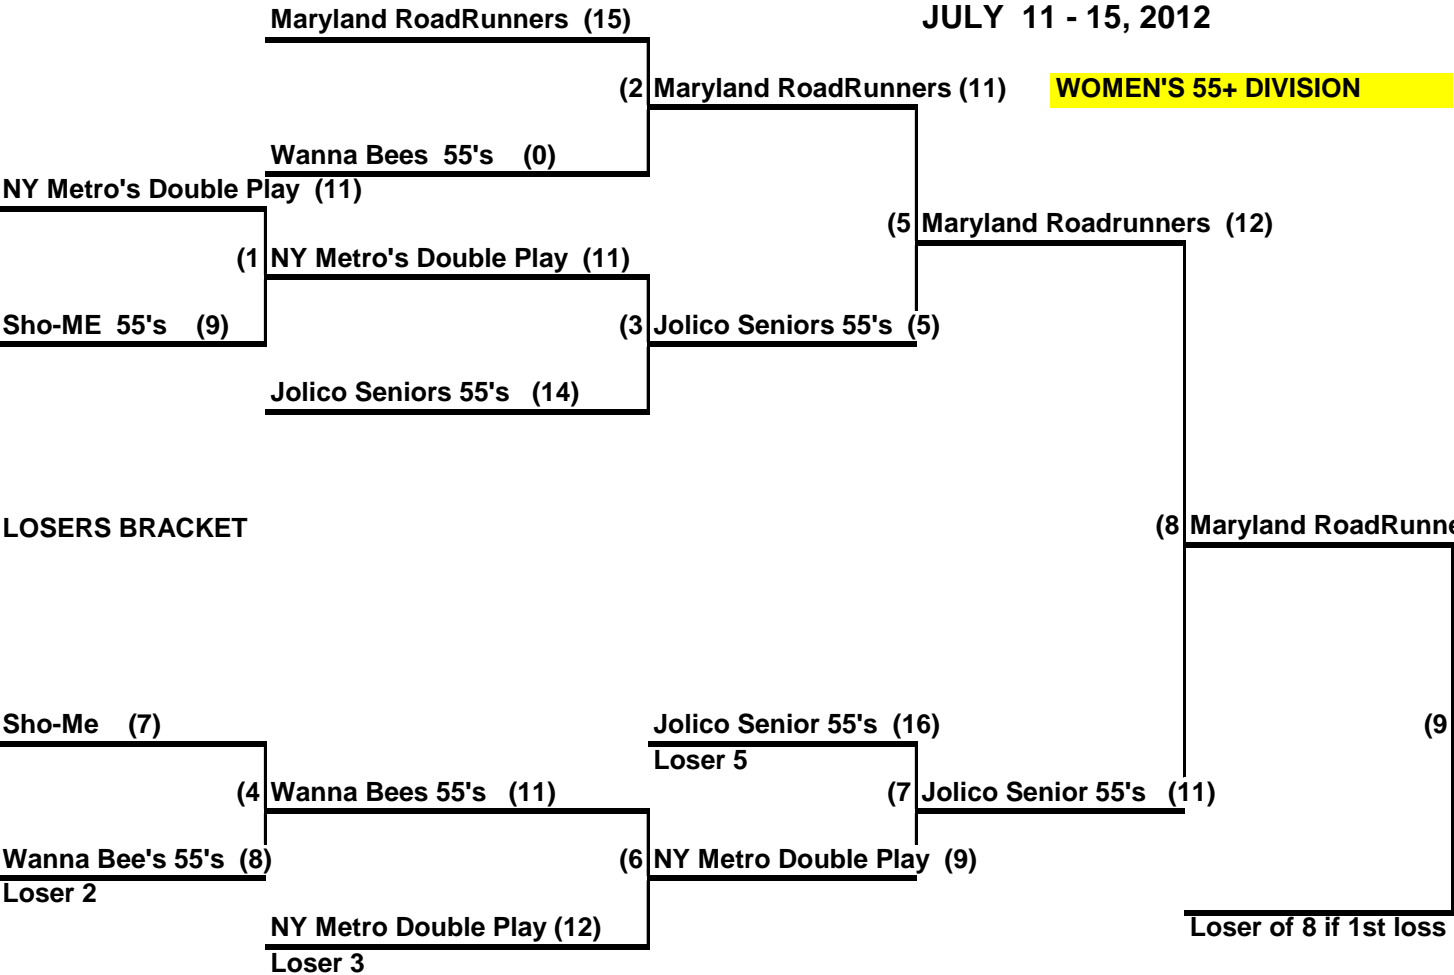 Maryland RoadRunners (15)
JULY 11 - 15, 2012
(2 Maryland RoadRunners (11)
WOMEN'S 55+ DIVISION
Wanna Bees 55's (0)
NY Metro's Double Play (11)
(5 Maryland Roadrunners (12)
(1 NY Metro's Double Play (11)
Sho-ME 55's (9)
(3 Jolico Seniors 55's (5)
Jolico Seniors 55's (14)
LOSERS BRACKET
(8 Maryland RoadRunne
Sho-Me (7)
Jolico Senior 55's (16)
(9
Loser 5
(4 Wanna Bees 55's (11)
(7 Jolico Senior 55's (11)
Wanna Bee's 55's (8)
(6 NY Metro Double Play (9)
Loser 2
NY Metro Double Play (12)
Loser of 8 if 1st loss
Loser 3